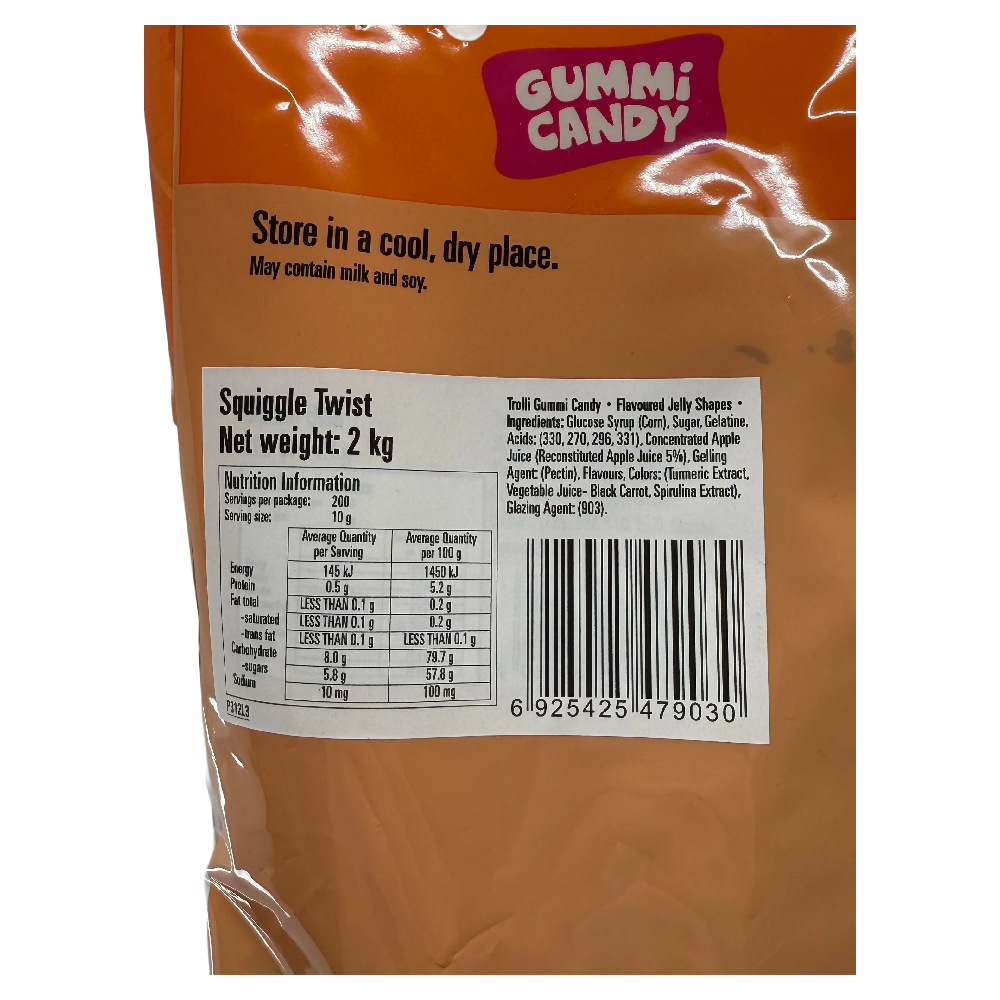 GUMMi
CANDY
Store in a cool, dry place.
May contain milk and soy.
Squiggle Twist
Net weight: 2 kg
Nutrition Information
Servings per package: 200
Serving size: 10 g
Average Quantity per Serving Average Quantity per 100 g
Energy 145 kJ 1450 kJ
Protein 0.5 g 5.2 g
Fat total LESS THAN 0.1 g 0.2 g
-saturated LESS THAN 0.1 g 0.2 g
-trans fat LESS THAN 0.1 g LESS THAN 0.1 g
Carbohydrate 8.0 g 79.7 g
-sugars 5.8 g 57.8 g
Sodium 10 mg 100 mg
P312L3
Trolli Gummi Candy • Flavoured Jelly Shapes •
Ingredients: Glucose Syrup (Corn), Sugar, Gelatine,
Acids: (330, 270, 296, 331), Concentrated Apple
Juice (Reconstituted Apple Juice 5%), Gelling
Agent: (Pectin), Flavours, Colors: (Turmeric Extract,
Vegetable Juice- Black Carrot, Spirulina Extract),
Glazing Agent: (903).
6 925425 479030